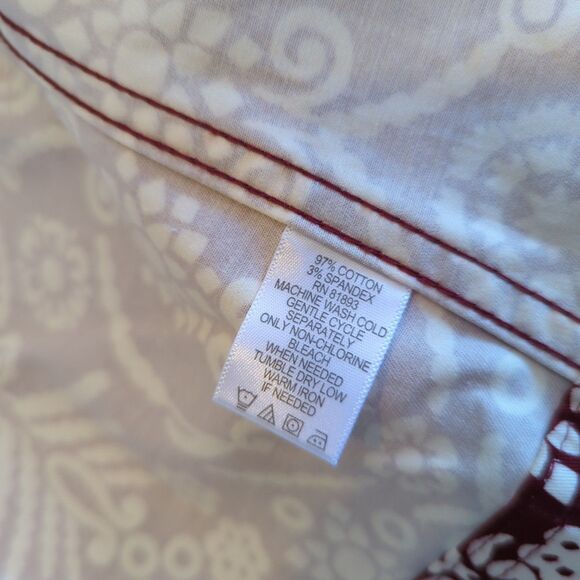 97% COTTON
3% SPANDEX
RN 81893
MACHINE WASH COLD
GENTLE CYCLE
SEPARATELY
ONLY NON-CHLORINE
BLEACH
WHEN NEEDED
TUMBLE DRY LOW
WARM IRON
IF NEEDED